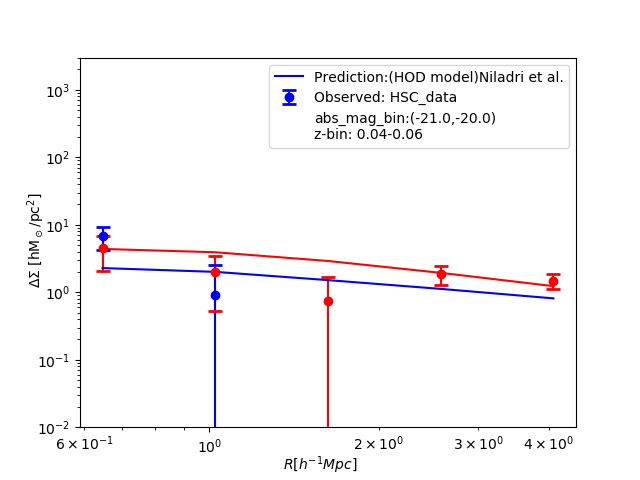 Prediction:(HOD model)Niladri et al.
Observed: HSC_data
abs_mag_bin:(-21.0,-20.0)
z-bin: 0.04-0.06
ΔΣ [hM⊙/pc²]
10³
10²
10¹
10⁰
10⁻¹
10⁻²
6 × 10⁻¹
10⁰
2 × 10⁰
3 × 10⁰
4 × 10⁰
R[h⁻¹Mpc]